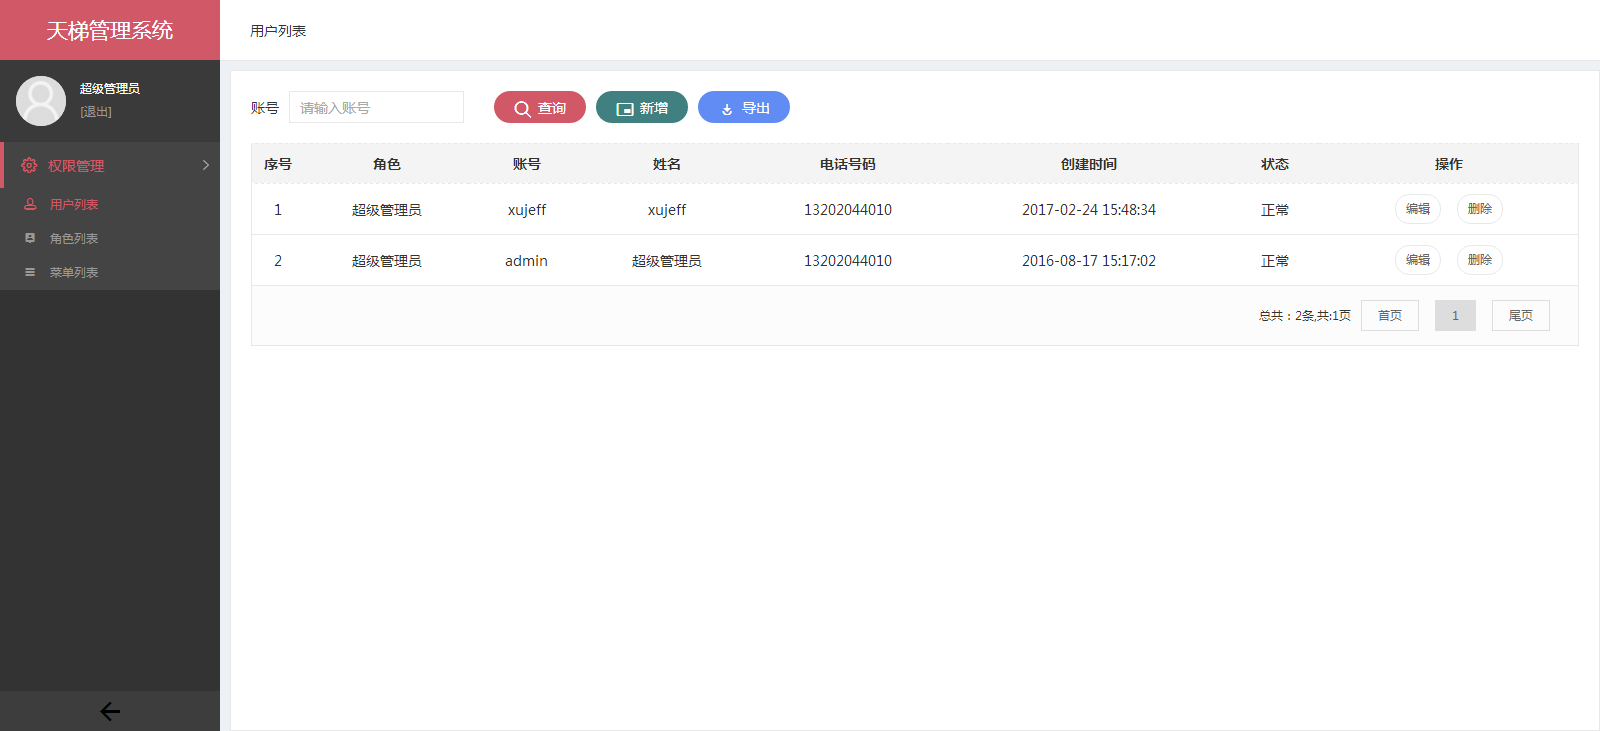 天梯管理系统
用户列表
超级管理员
[退出]
权限管理
用户列表
角色列表
菜单列表
账号 请输入账号 查询 新增 导出
序号 角色 账号 姓名 电话号码 创建时间 状态 操作
1 超级管理员 xujeff xujeff 13202044010 2017-02-24 15:48:34 正常 编辑 删除
2 超级管理员 admin 超级管理员 13202044010 2016-08-17 15:17:02 正常 编辑 删除
总共：2条,共:1页 首页 1 尾页